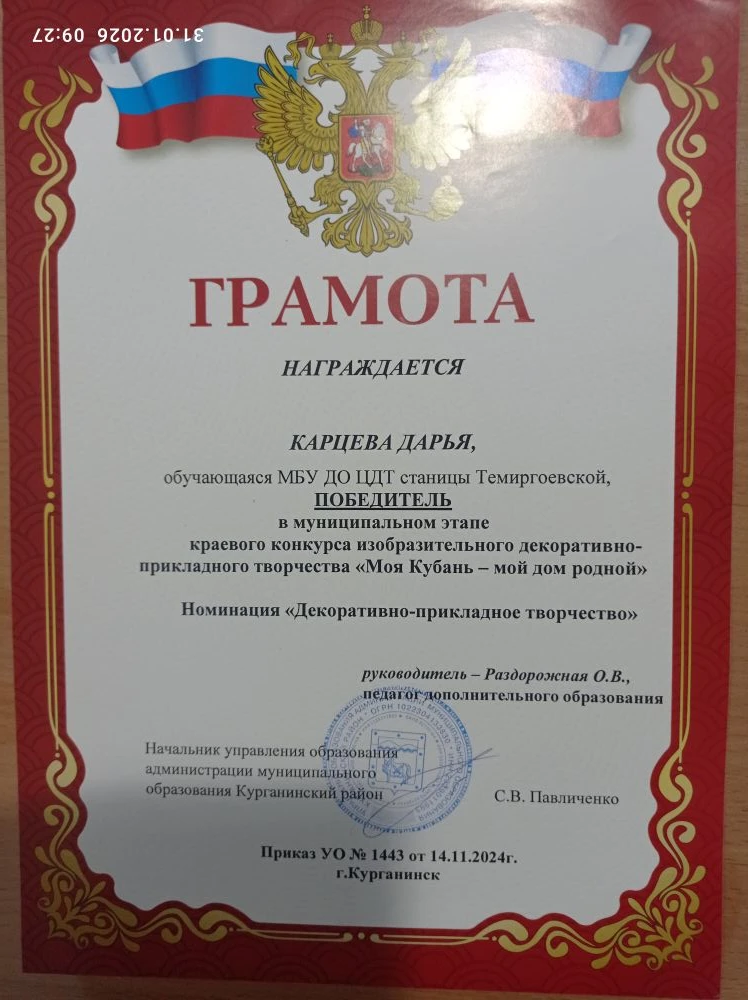 31.01.2026 09:27
ГРАМОТА
НАГРАЖДАЕТСЯ
КАРЦЕВА ДАРЬЯ,
обучающаяся МБУ ДО ЦДТ станицы Темиргоевской,
ПОБЕДИТЕЛЬ
в муниципальном этапе
краевого конкурса изобразительного декоративно-
прикладного творчества «Моя Кубань – мой дом родной»
Номинация «Декоративно-прикладное творчество»
руководитель – Раздорожная О.В.,
педагог дополнительного образования
Начальник управления образования
администрации муниципального
образования Курганинский район
С.В. Павличенко
Приказ УО № 1443 от 14.11.2024г.
г.Курганинск